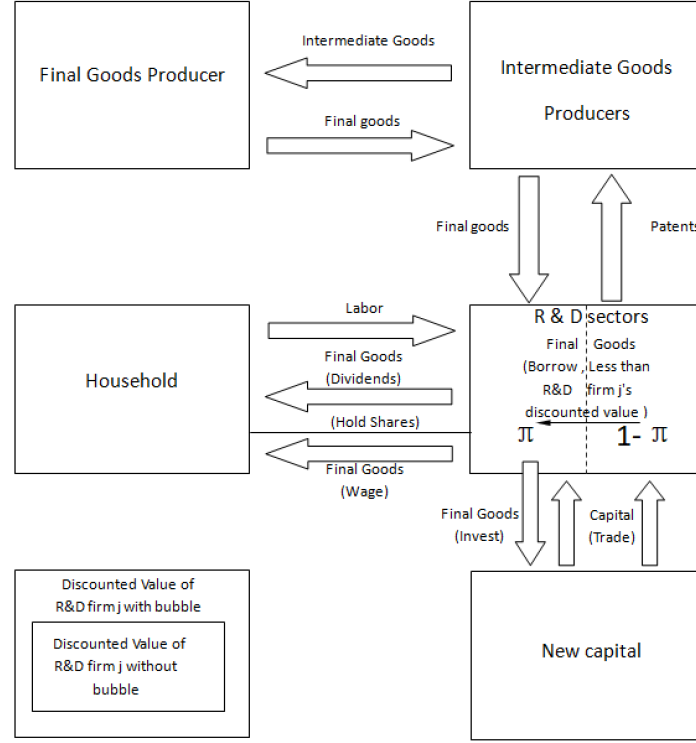 Final Goods Producer
Intermediate Goods
Final goods
Intermediate Goods
Producers
Final goods
Patents
Household
Labor
Final Goods
(Dividends)
(Hold Shares)
Final Goods
(Wage)
R & D sectors
Final Goods
(Borrow , Less than
R&D firm j's
discounted value )
π 1- π
Final Goods
(Invest)
Capital
(Trade)
Discounted Value of
R&D firm j with bubble
Discounted Value of
R&D firm j without
bubble
New capital